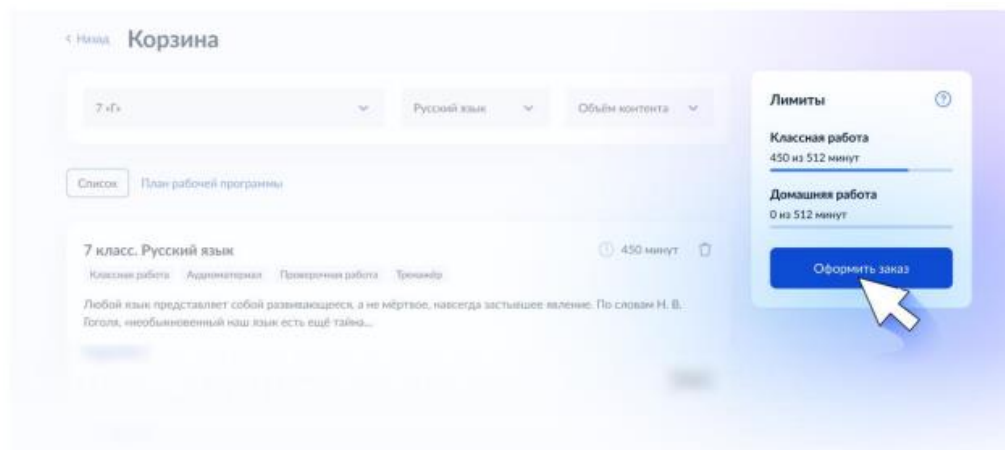 < Назад Корзина
7 «Г»
Русский язык
Объём контента
Список
План рабочей программы
7 класс. Русский язык
450 минут
Классная работа Аудиоматериал Проверочная работа Тренажёр
Любой язык представляет собой развивающееся, а не мёртвое, навсегда застывшее явление. По словам Н. В.
Гоголя, «необыкновенный наш язык есть ещё тайна...
Лимиты
?
Классная работа
450 из 512 минут
Домашняя работа
0 из 512 минут
Оформить заказ